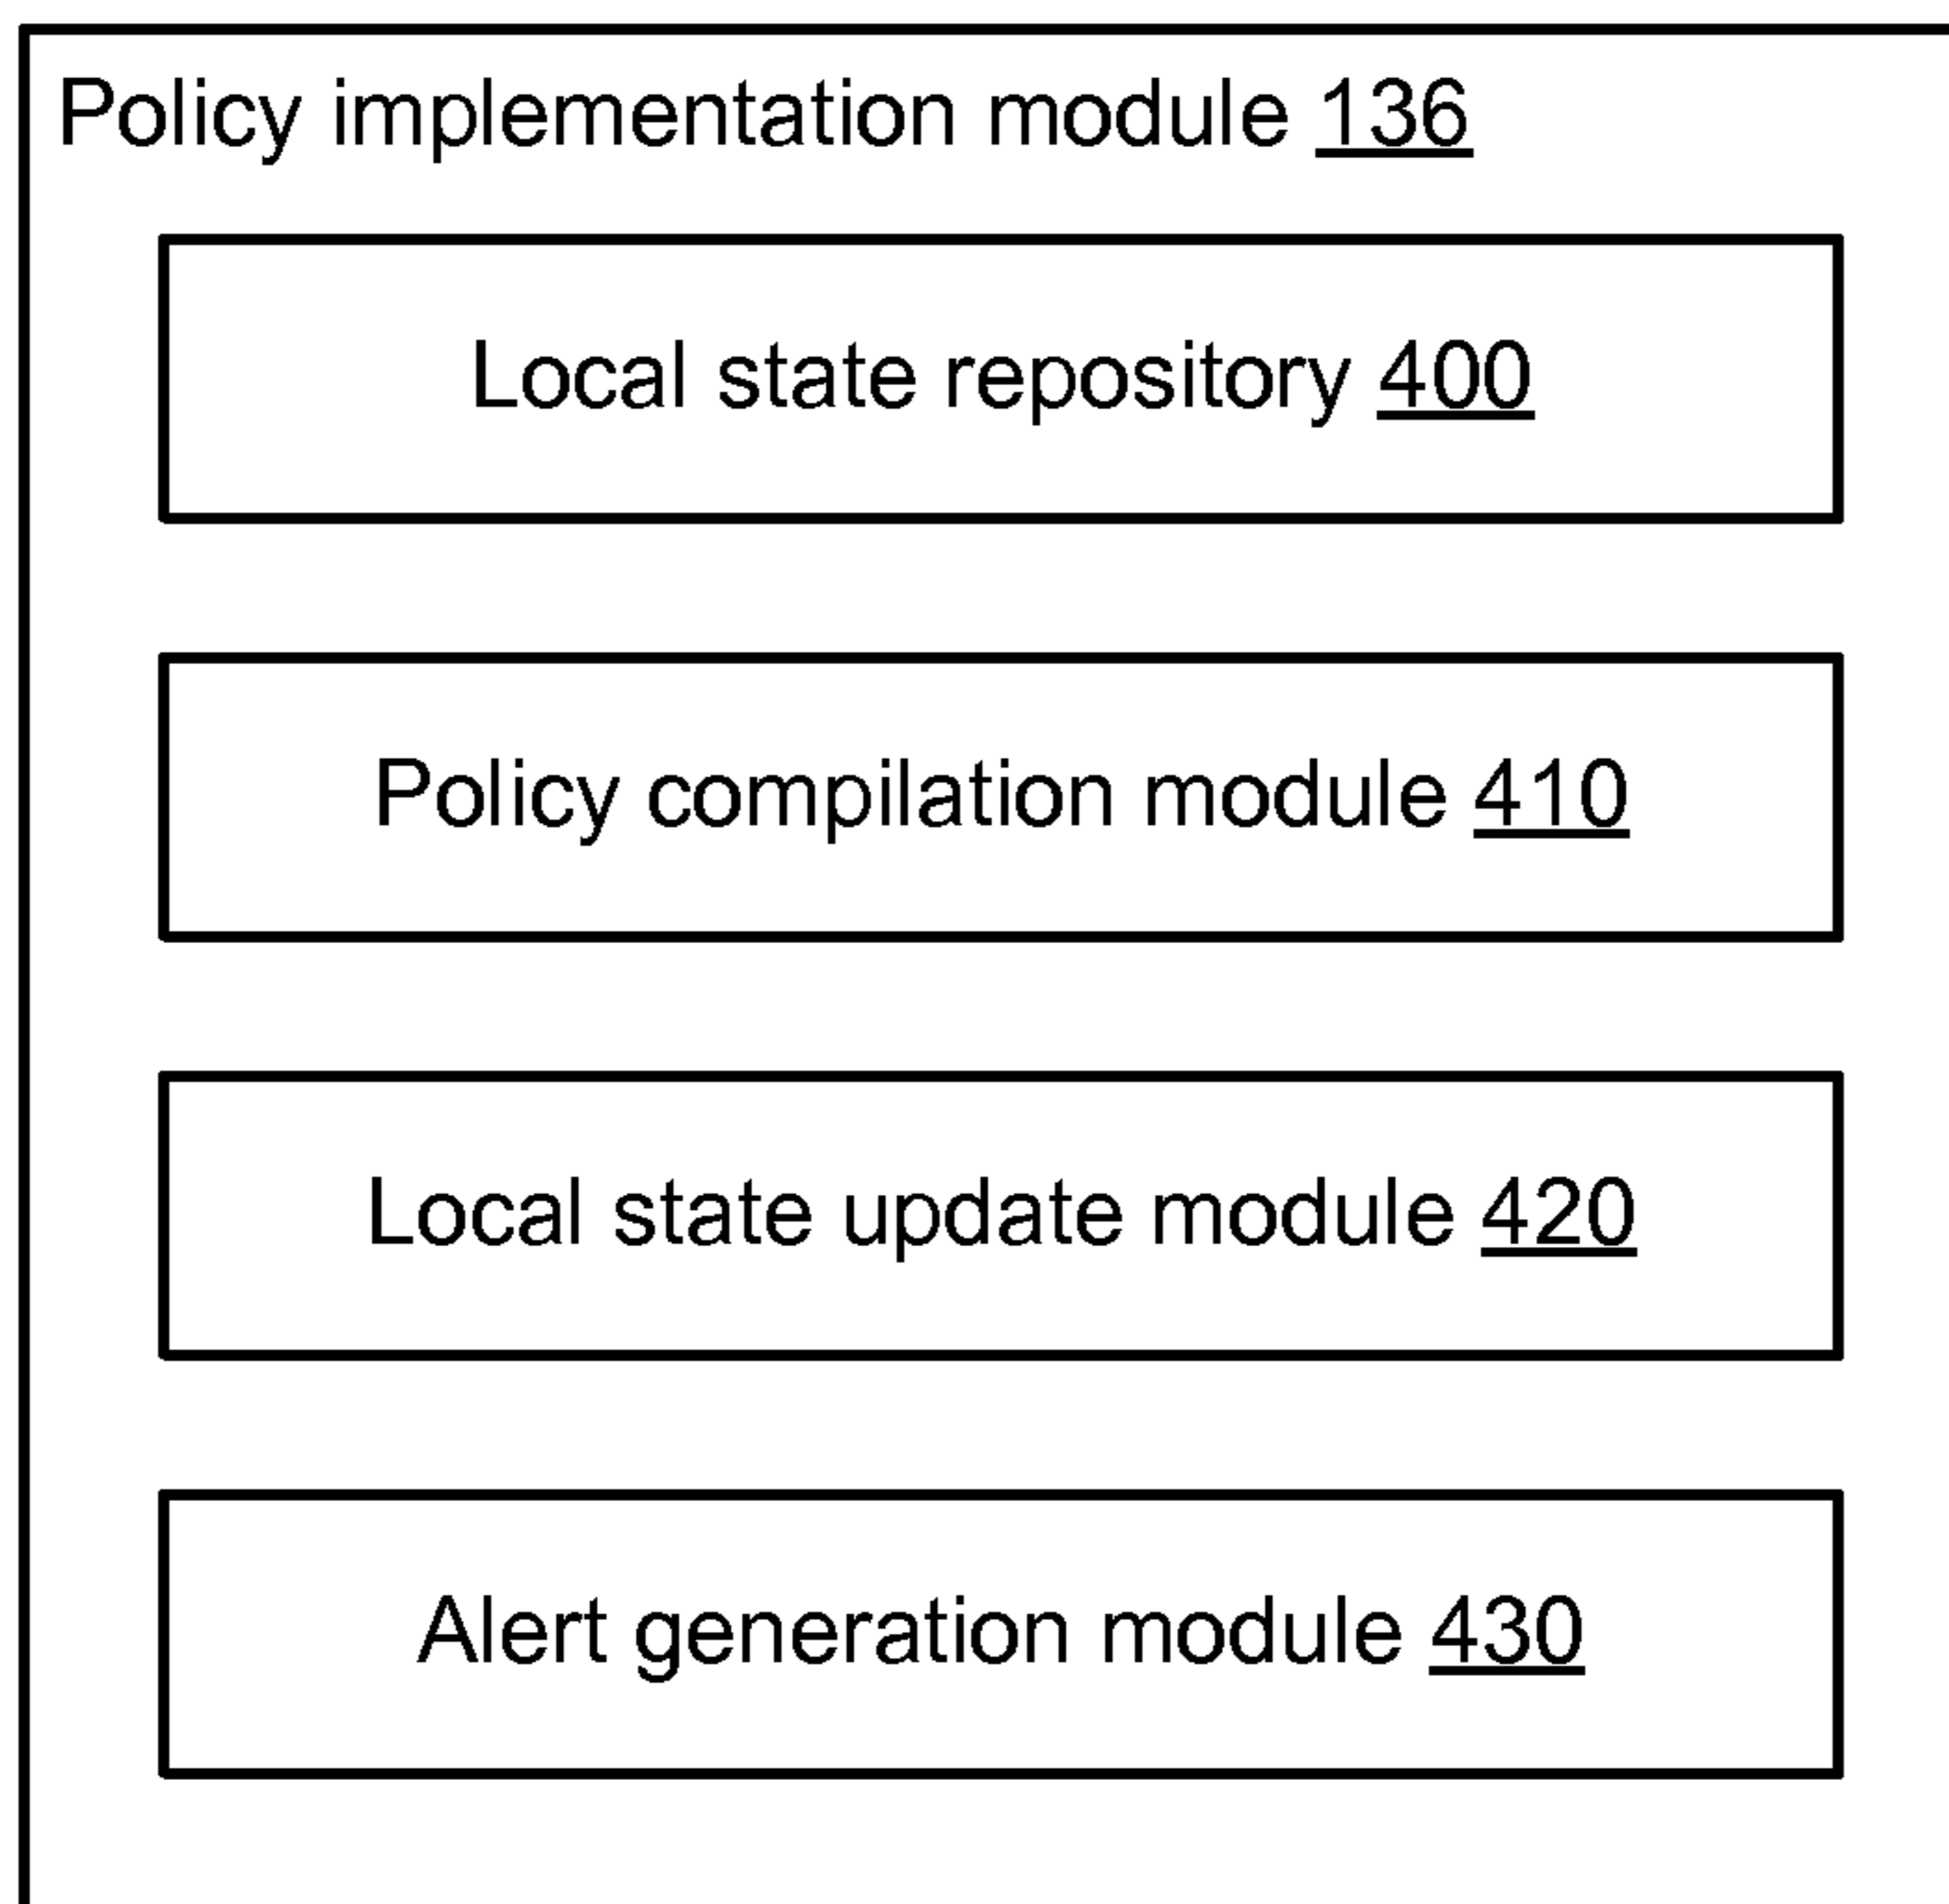 Policy implementation module 136
Local state repository 400
Policy compilation module 410
Local state update module 420
Alert generation module 430